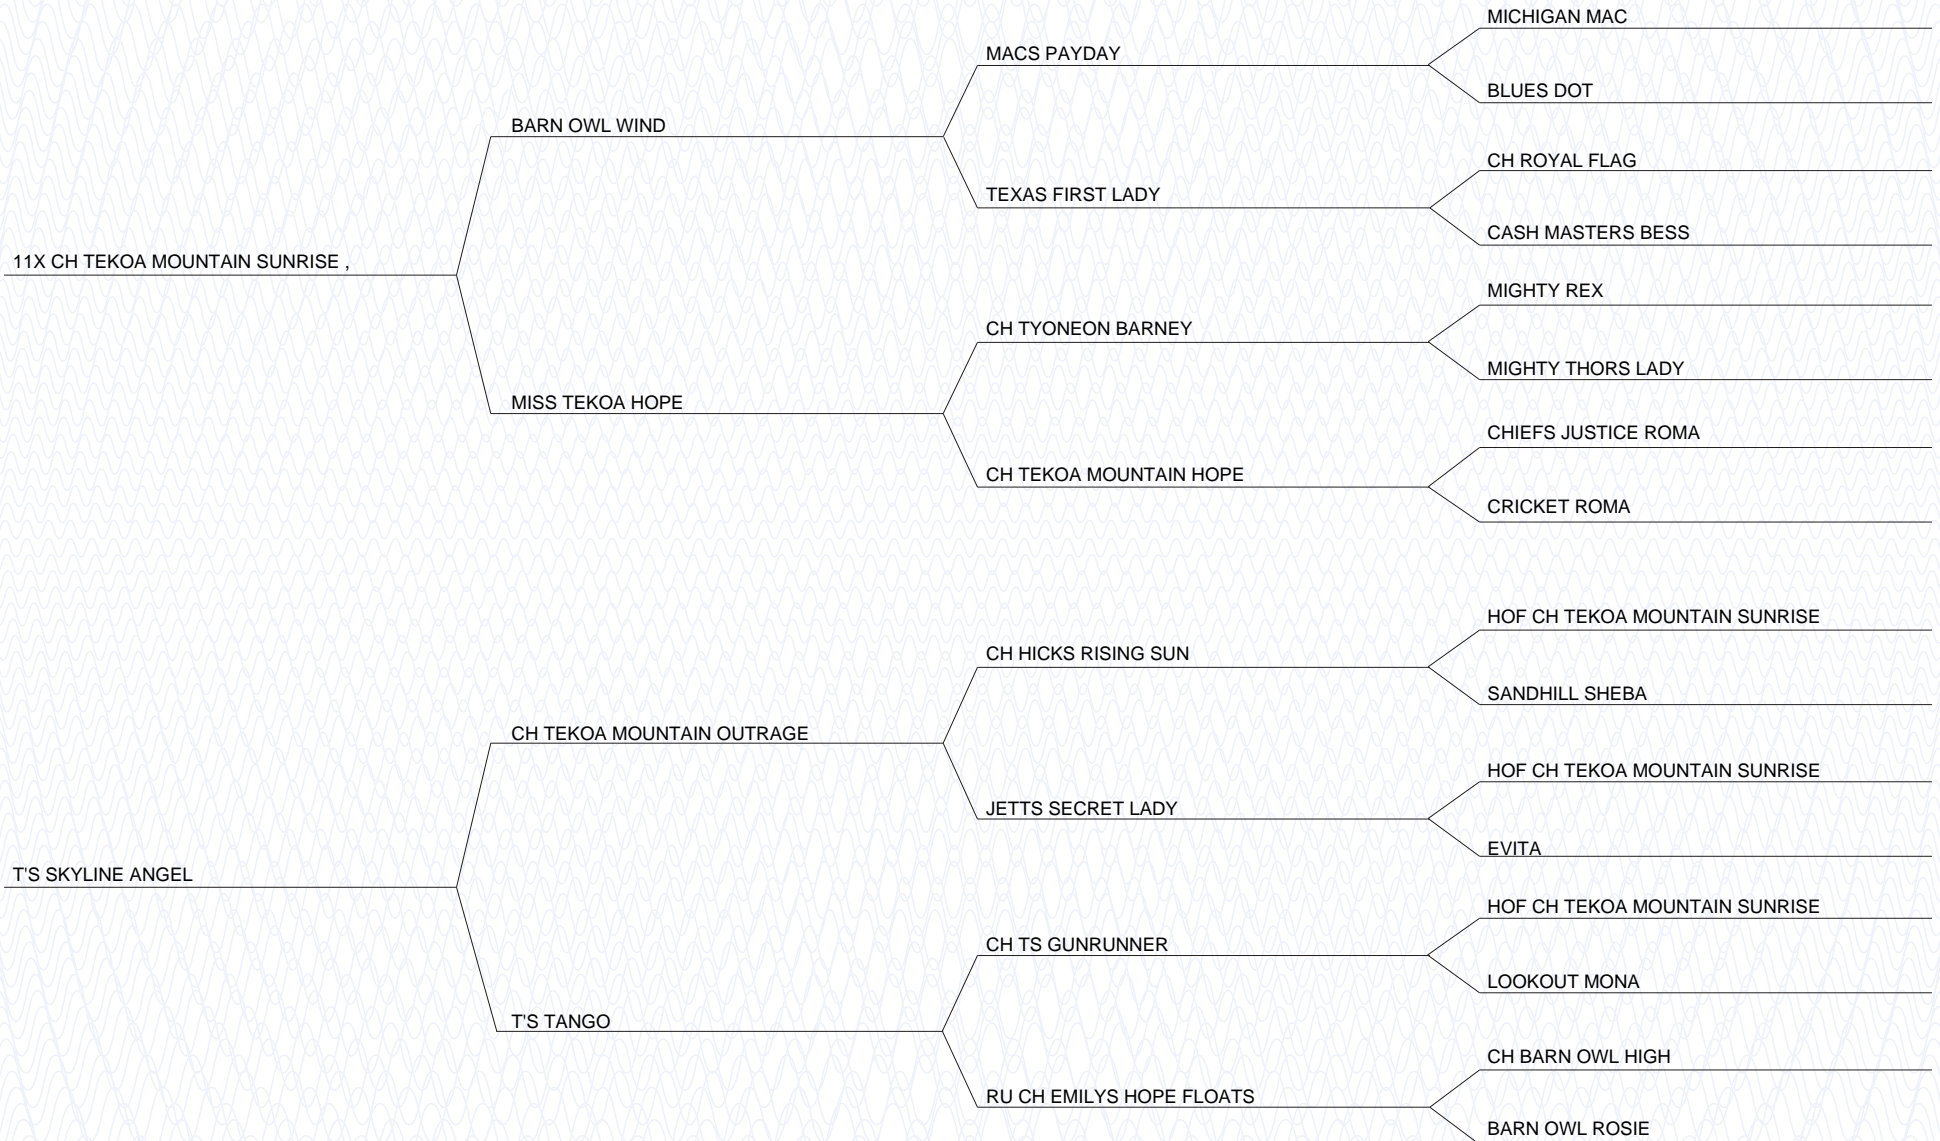 MICHIGAN MAC
MACS PAYDAY
BLUES DOT
BARN OWL WIND
CH ROYAL FLAG
TEXAS FIRST LADY
CASH MASTERS BESS
11X CH TEKOA MOUNTAIN SUNRISE ,
MIGHTY REX
CH TYONEON BARNEY
MIGHTY THORS LADY
MISS TEKOA HOPE
CHIEFS JUSTICE ROMA
CH TEKOA MOUNTAIN HOPE
CRICKET ROMA
HOF CH TEKOA MOUNTAIN SUNRISE
CH HICKS RISING SUN
SANDHILL SHEBA
CH TEKOA MOUNTAIN OUTRAGE
HOF CH TEKOA MOUNTAIN SUNRISE
JETTS SECRET LADY
EVITA
T'S SKYLINE ANGEL
HOF CH TEKOA MOUNTAIN SUNRISE
CH TS GUNRUNNER
LOOKOUT MONA
T'S TANGO
CH BARN OWL HIGH
RU CH EMILYS HOPE FLOATS
BARN OWL ROSIE